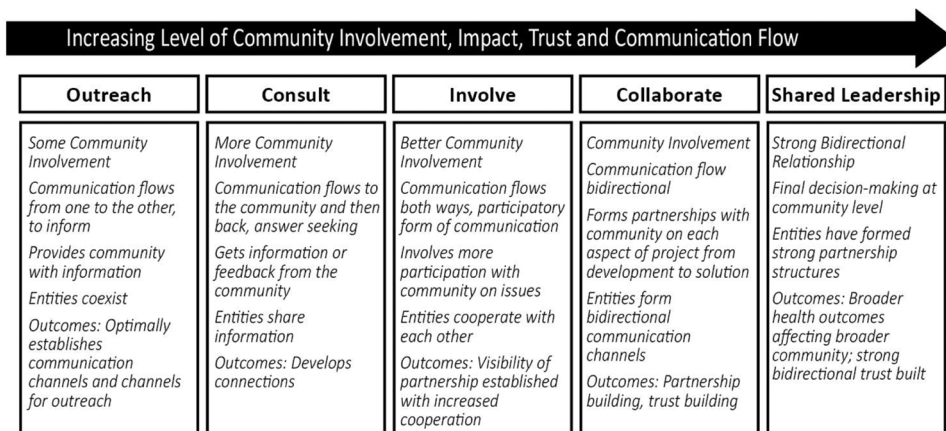 Increasing Level of Community Involvement, Impact, Trust and Communication Flow
Outreach
Some Community
Involvement
Communication flows
from one to the other,
to inform
Provides community
with information
Entities coexist
Outcomes: Optimally
establishes
communication
channels and channels
for outreach
Consult
More Community
Involvement
Communication flows to
the community and then
back, answer seeking
Gets information or
feedback from the
community
Entities share
information
Outcomes: Develops
connections
Involve
Better Community
Involvement
Communication flows
both ways, participatory
form of communication
Involves more
participation with
community on issues
Entities cooperate with
each other
Outcomes: Visibility of
partnership established
with increased
cooperation
Collaborate
Community Involvement
Communication flow
bidirectional
Forms partnerships with
community on each
aspect of project from
development to solution
Entities form
bidirectional
communication
channels
Outcomes: Partnership
building, trust building
Shared Leadership
Strong Bidirectional
Relationship
Final decision-making at
community level
Entities have formed
strong partnership
structures
Outcomes: Broader
health outcomes
affecting broader
community; strong
bidirectional trust built